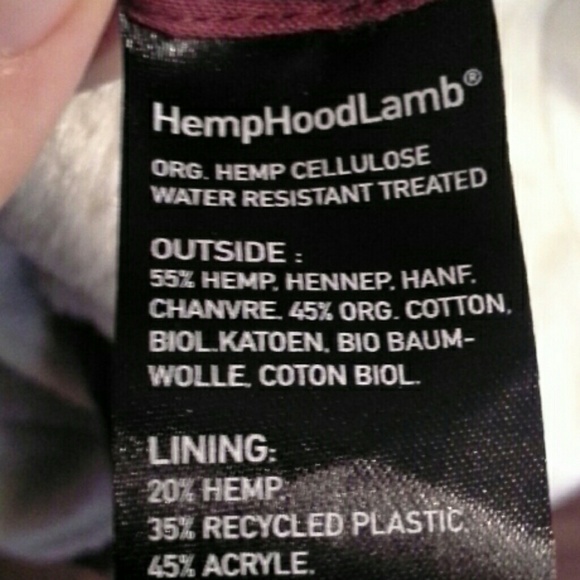 HempHoodLamb®
ORG. HEMP CELLULOSE
WATER RESISTANT TREATED
OUTSIDE :
55% HEMP. HENNEP. HANF.
CHANVRE. 45% ORG. COTTON,
BIOL.KATOEN. BIO BAUM-
WOLLE, COTON BIOL.
LINING:
20% HEMP.
35% RECYCLED PLASTIC.
45% ACRYLE.